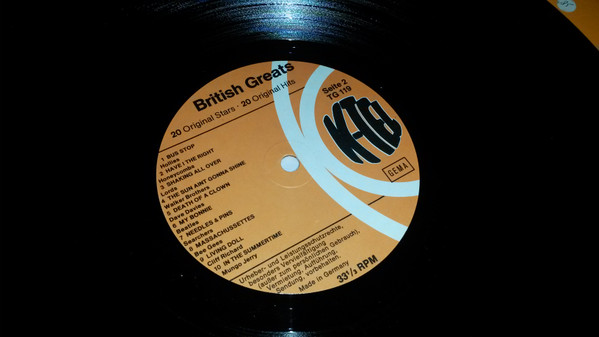 British Greats
20 Original Stars · 20 Original Hits
Seite 2
TG 119
K-TEL
GEMA
1 BUS STOP
Hollies
2 HAVE I THE RIGHT
Honeycombs
3 SHAKING ALL OVER
Lords
4 THE SUN AIN'T GONNA SHINE
Walker Brothers
5 DEATH OF A CLOWN
Dave Davies
6 MY BONNIE
Beatles
7 NEEDLES & PINS
Searchers
8 MASSACHUSSETTES
Bee Gees
9 LIVING DOLL
Cliff Richard
10 IN THE SUMMERTIME
Mungo Jerry
Urheber- und Leistungsschutzrechte,
besonders Vervielfältigung
(außer zum persönlichen Gebrauch),
Vermietung, Aufführung,
Sendung, vorbehalten.
Made in Germany
33⅓ RPM